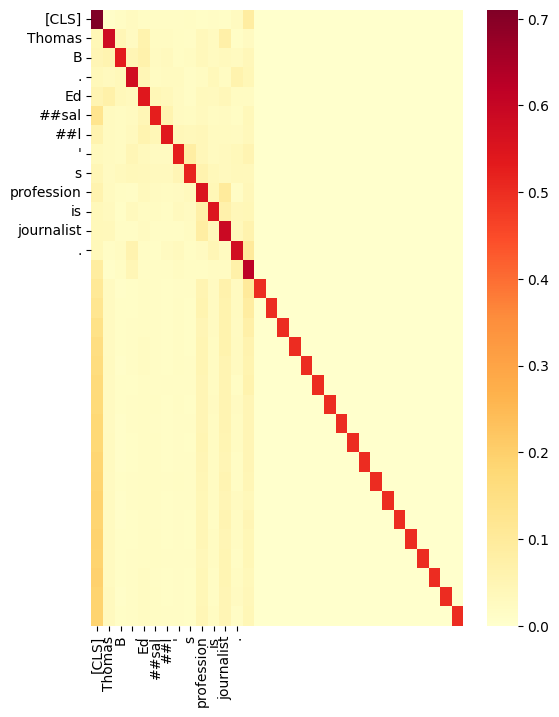 [CLS]
Thomas
B
.
Ed
##sal
##l
'
s
profession
is
journalist
.
0.7
0.6
0.5
0.4
0.3
0.2
0.1
0.0
[CLS]
Thomas
B
.
Ed
##sal
##l
'
s
profession
is
journalist
.